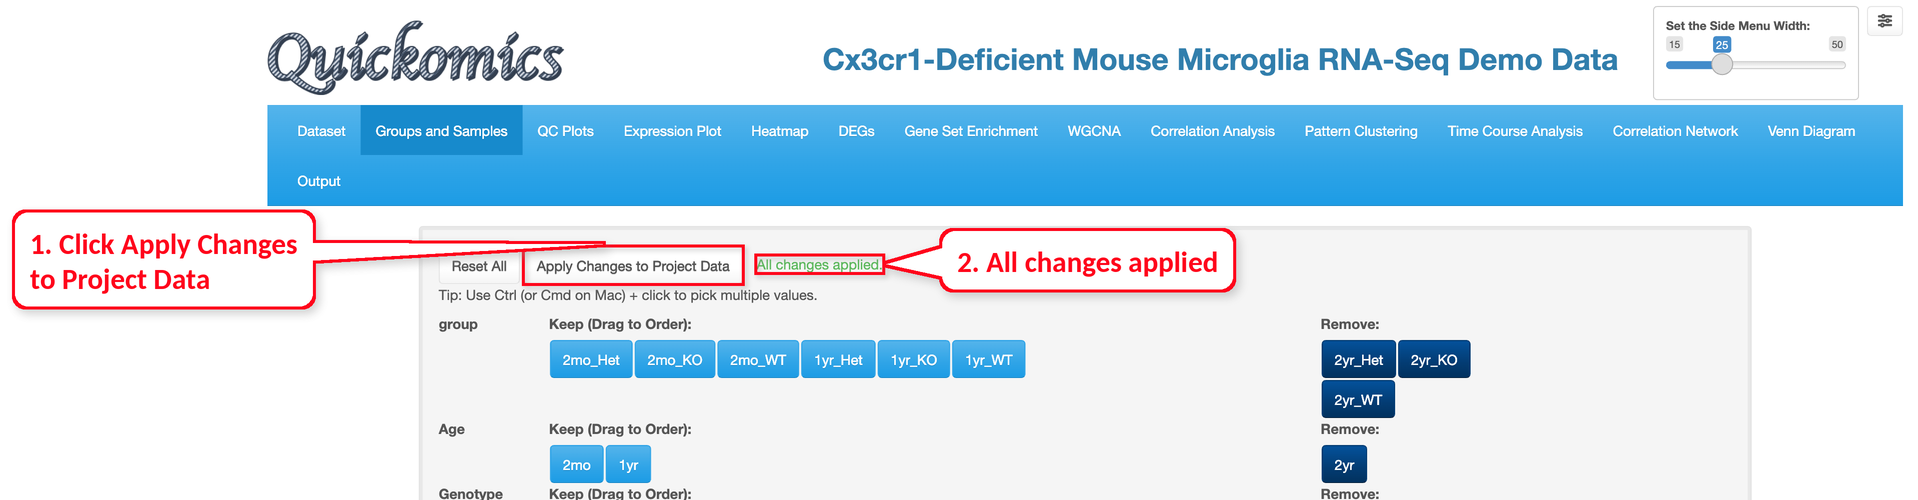 Quickomics
Cx3cr1-Deficient Mouse Microglia RNA-Seq Demo Data
Set the Side Menu Width:
15 25 50
Dataset Groups and Samples QC Plots Expression Plot Heatmap DEGs Gene Set Enrichment WGCNA Correlation Analysis Pattern Clustering Time Course Analysis Correlation Network Venn Diagram
Output
1. Click Apply Changes
to Project Data
Reset All Apply Changes to Project Data All changes applied. 2. All changes applied
Tip: Use Ctrl (or Cmd on Mac) + click to pick multiple values.
group Keep (Drag to Order): Remove:
2mo_Het 2mo_KO 2mo_WT 1yr_Het 1yr_KO 1yr_WT 2yr_Het 2yr_KO
2yr_WT
Age Keep (Drag to Order): Remove:
2mo 1yr 2yr
Genotype Keep (Drag to Order): Remove: